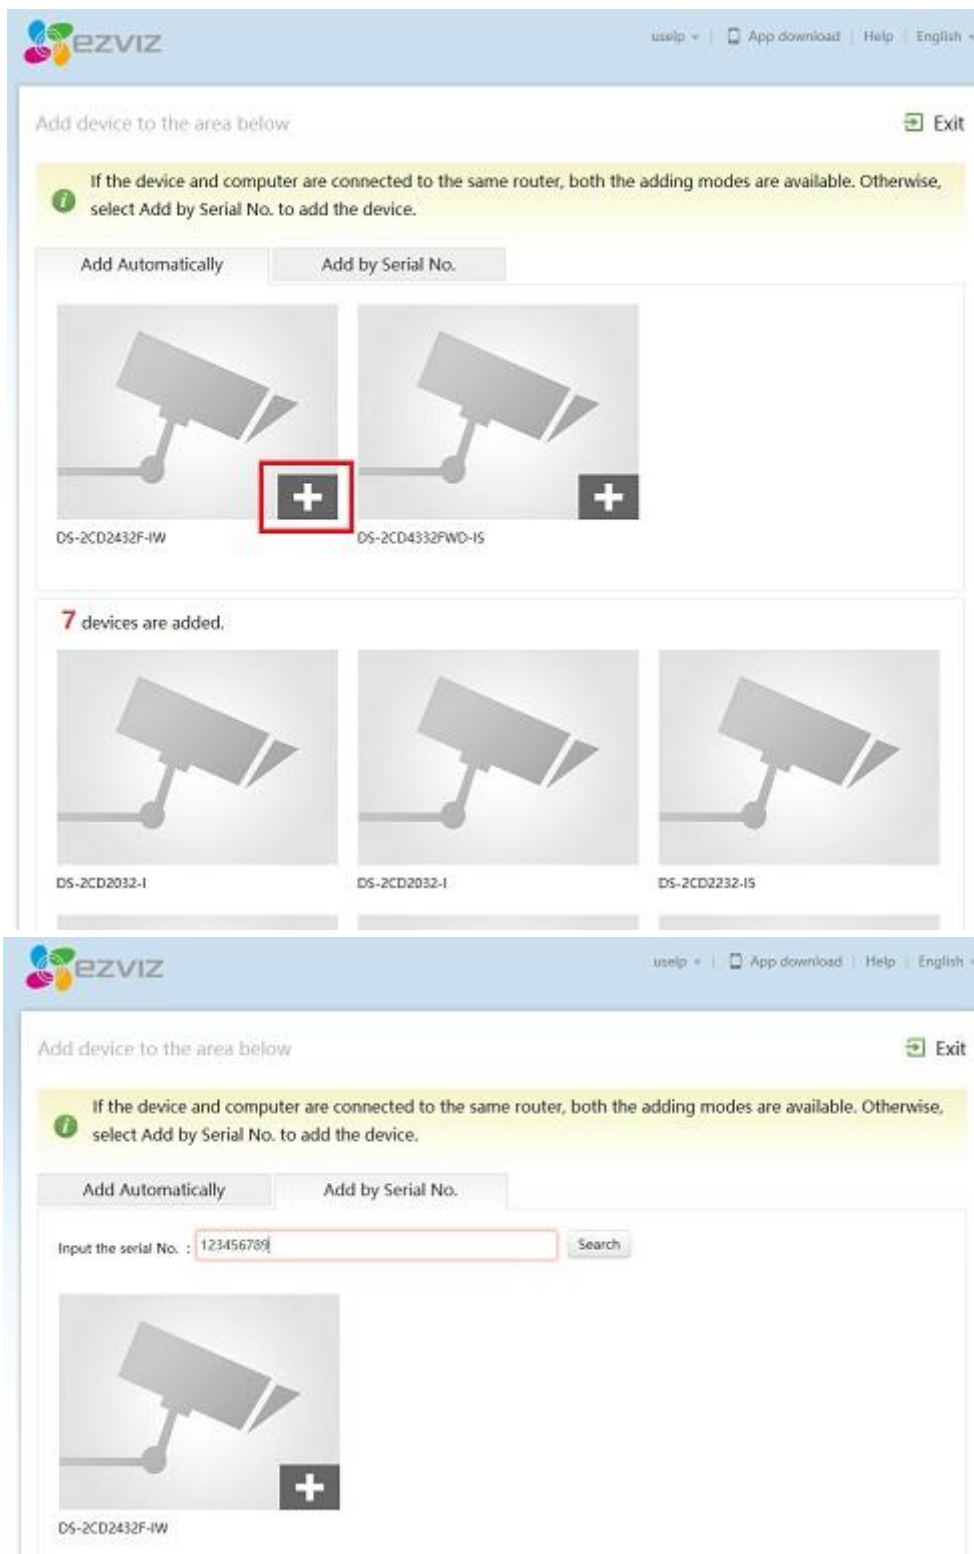 ezviz
useip App download Help English
Add device to the area below
Exit
If the device and computer are connected to the same router, both the adding modes are available. Otherwise,
select Add by Serial No. to add the device.
Add Automatically Add by Serial No.
DS-2CD2432F-IW DS-2CD4332FWD-IS
7 devices are added.
DS-2CD2032-I DS-2CD2032-I DS-2CD2232-IS
ezviz
useip App download Help English
Add device to the area below
Exit
If the device and computer are connected to the same router, both the adding modes are available. Otherwise,
select Add by Serial No. to add the device.
Add Automatically Add by Serial No.
Input the serial No. : 123456789 Search
DS-2CD2432F-IW